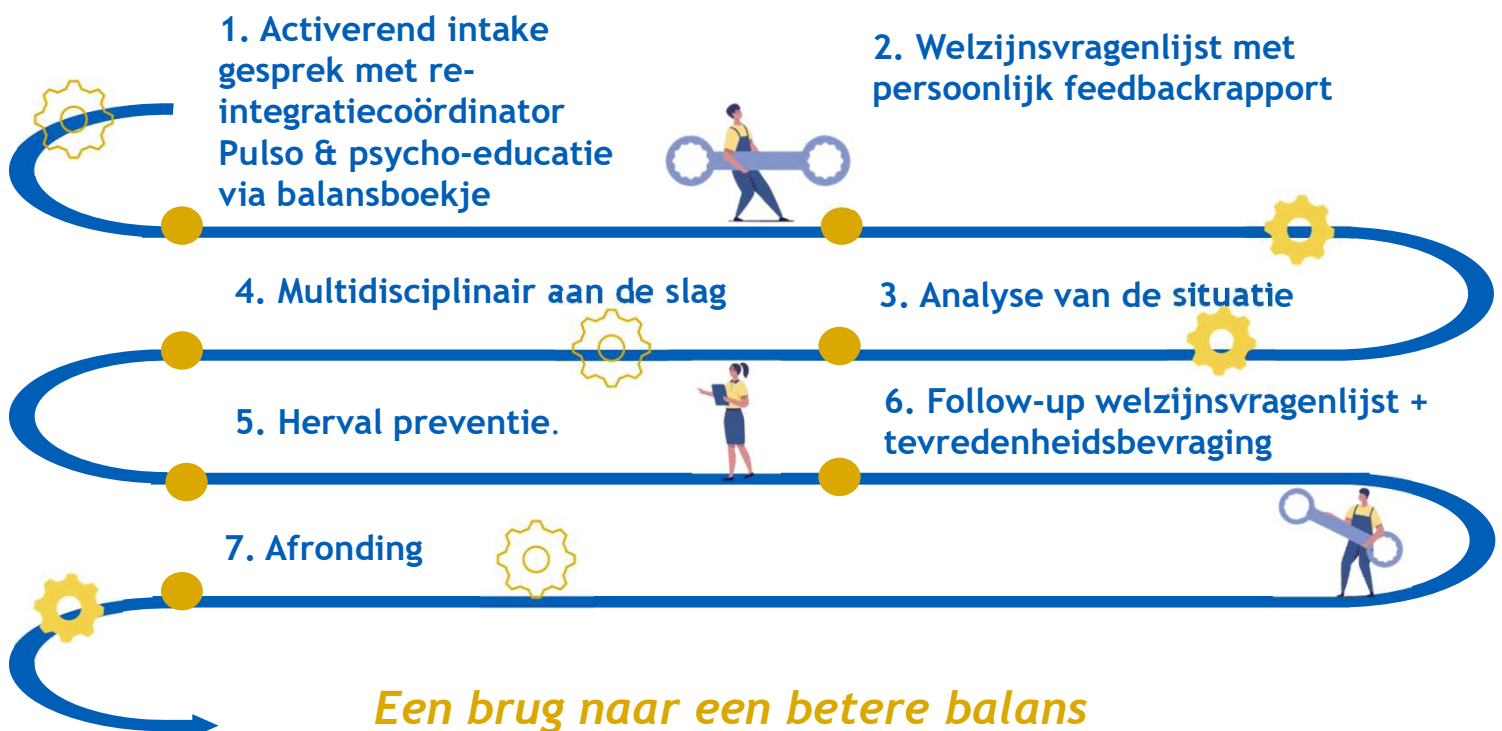 1. Activerend intake
gesprek met re-
integratiecoördinator
Pulso & psycho-educatie
via balansboekje
2. Welzijnsvragenlijst met
persoonlijk feedbackrapport
3. Analyse van de situatie
4. Multidisciplinair aan de slag
5. Herval preventie.
6. Follow-up welzijnsvragenlijst +
tevredenheidsbevraging
7. Afronding
Een brug naar een betere balans